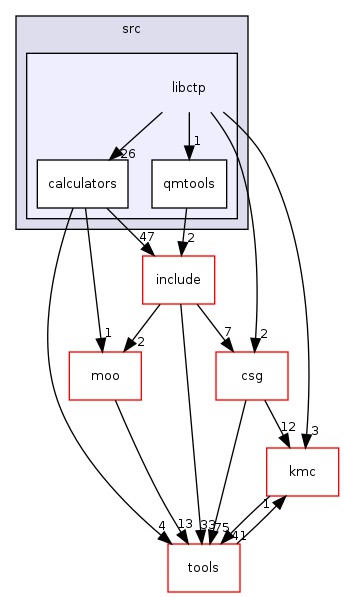 src
libctp
26
1
calculators
qmtools
47
2
include
1
2
7
2
moo
csg
12
3
kmc
4
13
33
75
41
1
tools